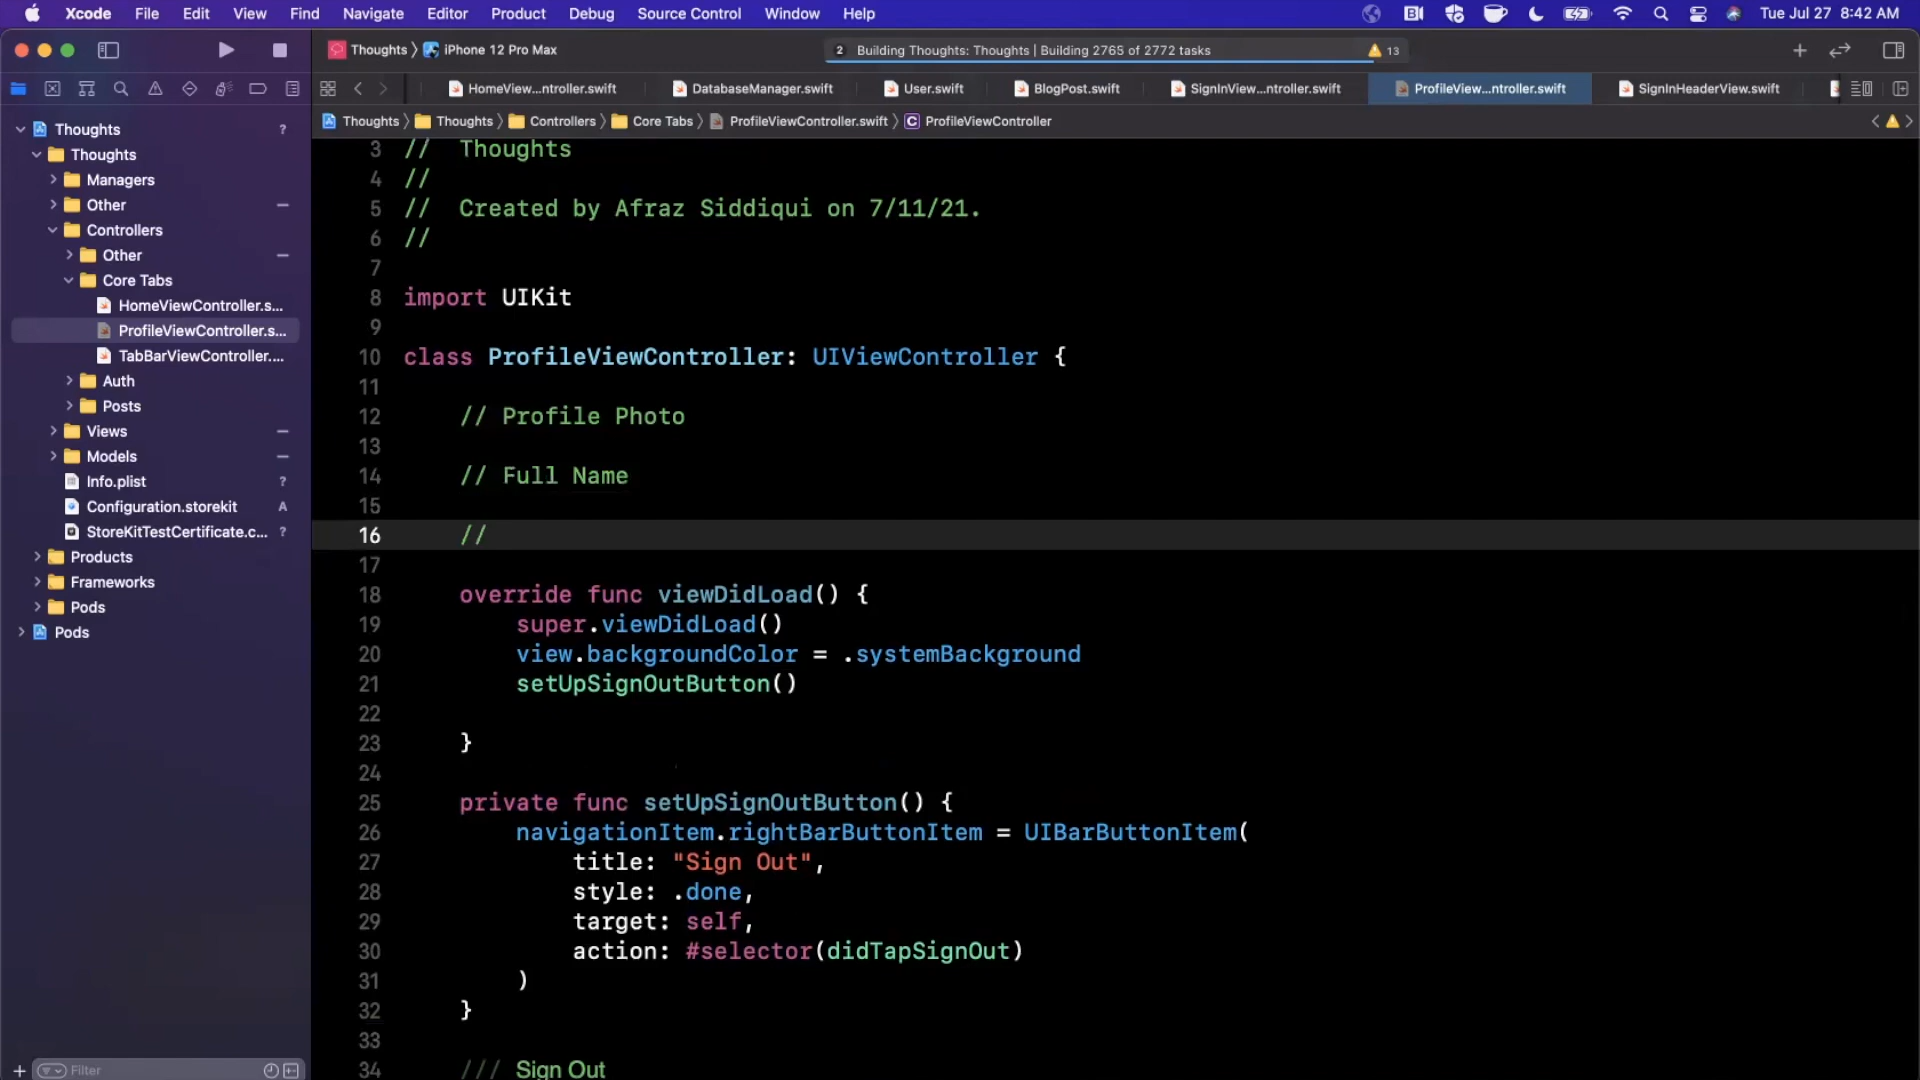 Xcode File Edit View Find Navigate Editor Product Debug Source Control Window Help Tue Jul 27 8:42 AM
Thoughts iPhone 12 Pro Max 2 Building Thoughts: Thoughts | Building 2765 of 2772 tasks 13
HomeView...ntroller.swift DatabaseManager.swift User.swift BlogPost.swift SignInView...ntroller.swift ProfileView...ntroller.swift SignInHeaderView.swift
Thoughts Thoughts Controllers Core Tabs ProfileViewController.swift C ProfileViewController
Thoughts ?
Thoughts
Managers
Other
Controllers
Other
Core Tabs
HomeViewController.s...
ProfileViewController.s...
TabBarViewController....
Auth
Posts
Views
Models
Info.plist ?
Configuration.storekit A
StoreKitTestCertificate.c... ?
Products
Frameworks
Pods
Pods
Filter
3 // Thoughts
4 //
5 // Created by Afraz Siddiqui on 7/11/21.
6 //
7
8 import UIKit
9
10 class ProfileViewController: UIViewController {
11
12 // Profile Photo
13
14 // Full Name
15
16 //
17
18 override func viewDidLoad() {
19 super.viewDidLoad()
20 view.backgroundColor = .systemBackground
21 setUpSignOutButton()
22
23 }
24
25 private func setUpSignOutButton() {
26 navigationItem.rightBarButtonItem = UIBarButtonItem(
27 title: "Sign Out",
28 style: .done,
29 target: self,
30 action: #selector(didTapSignOut)
31 )
32 }
33
34 /// Sign Out